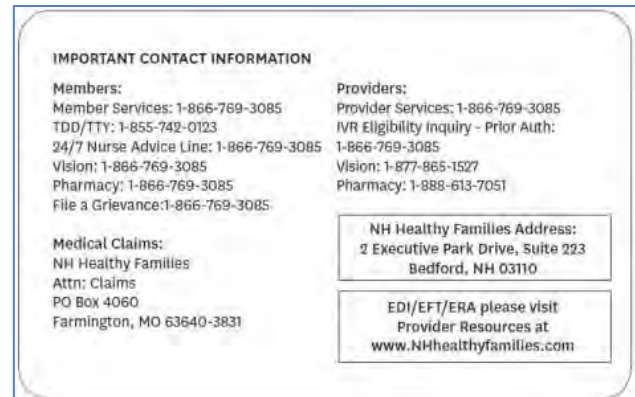 IMPORTANT CONTACT INFORMATION
Members:
Member Services: 1-866-769-3085
TDD/TTY: 1-855-742-0123
24/7 Nurse Advice Line: 1-866-769-3085
Vision: 1-866-769-3085
Pharmacy: 1-866-769-3085
File a Grievance:1-866-769-3085
Medical Claims:
NH Healthy Families
Attn: Claims
PO Box 4060
Farmington, MO 63640-3831
Providers:
Provider Services: 1-866-769-3085
IVR Eligibility Inquiry - Prior Auth:
1-866-769-3085
Vision: 1-877-865-1527
Pharmacy: 1-888-613-7051
NH Healthy Families Address:
2 Executive Park Drive, Suite 223
Bedford, NH 03110
EDI/EFT/ERA please visit
Provider Resources at
www.NHhealthyfamilies.com